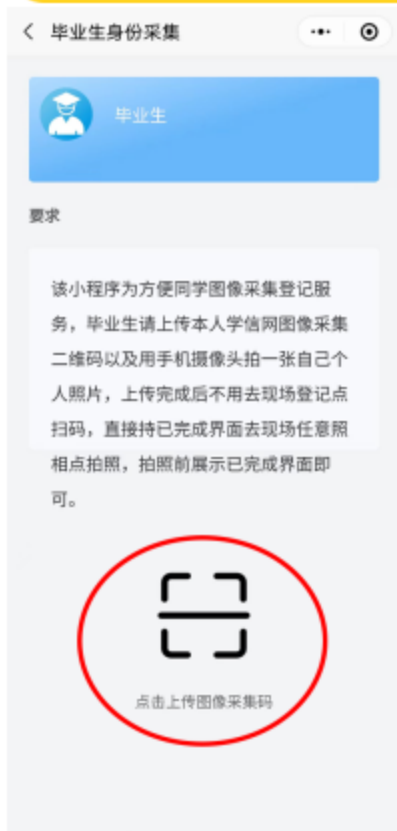 毕业生身份采集
毕业生
要求
该小程序为方便同学图像采集登记服
务，毕业生请上传本人学信网图像采集
二维码以及用手机摄像头拍一张自己个
人照片，上传完成后不用去现场登记点
扫码，直接持已完成界面去现场任意照
相点拍照，拍照前展示已完成界面即
可。
点击上传图像采集码